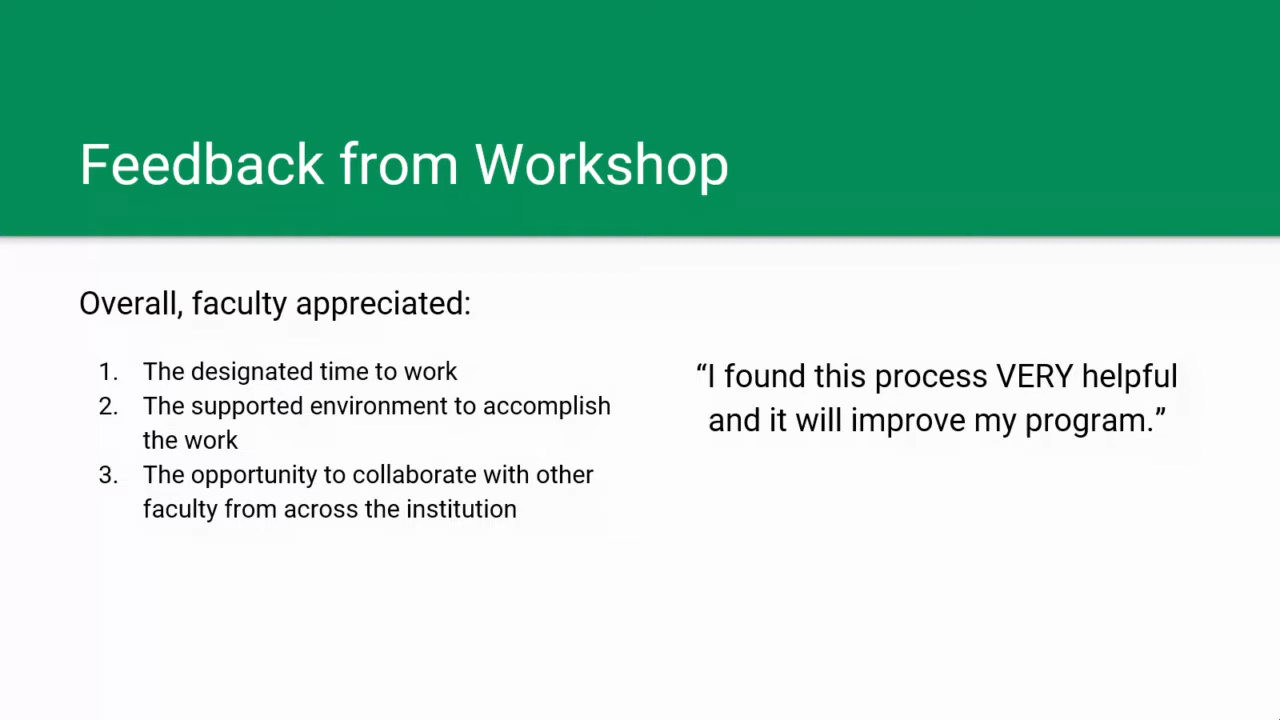 Feedback from Workshop
Overall, faculty appreciated:
1. The designated time to work
2. The supported environment to accomplish
the work
3. The opportunity to collaborate with other
faculty from across the institution
“I found this process VERY helpful
and it will improve my program.”